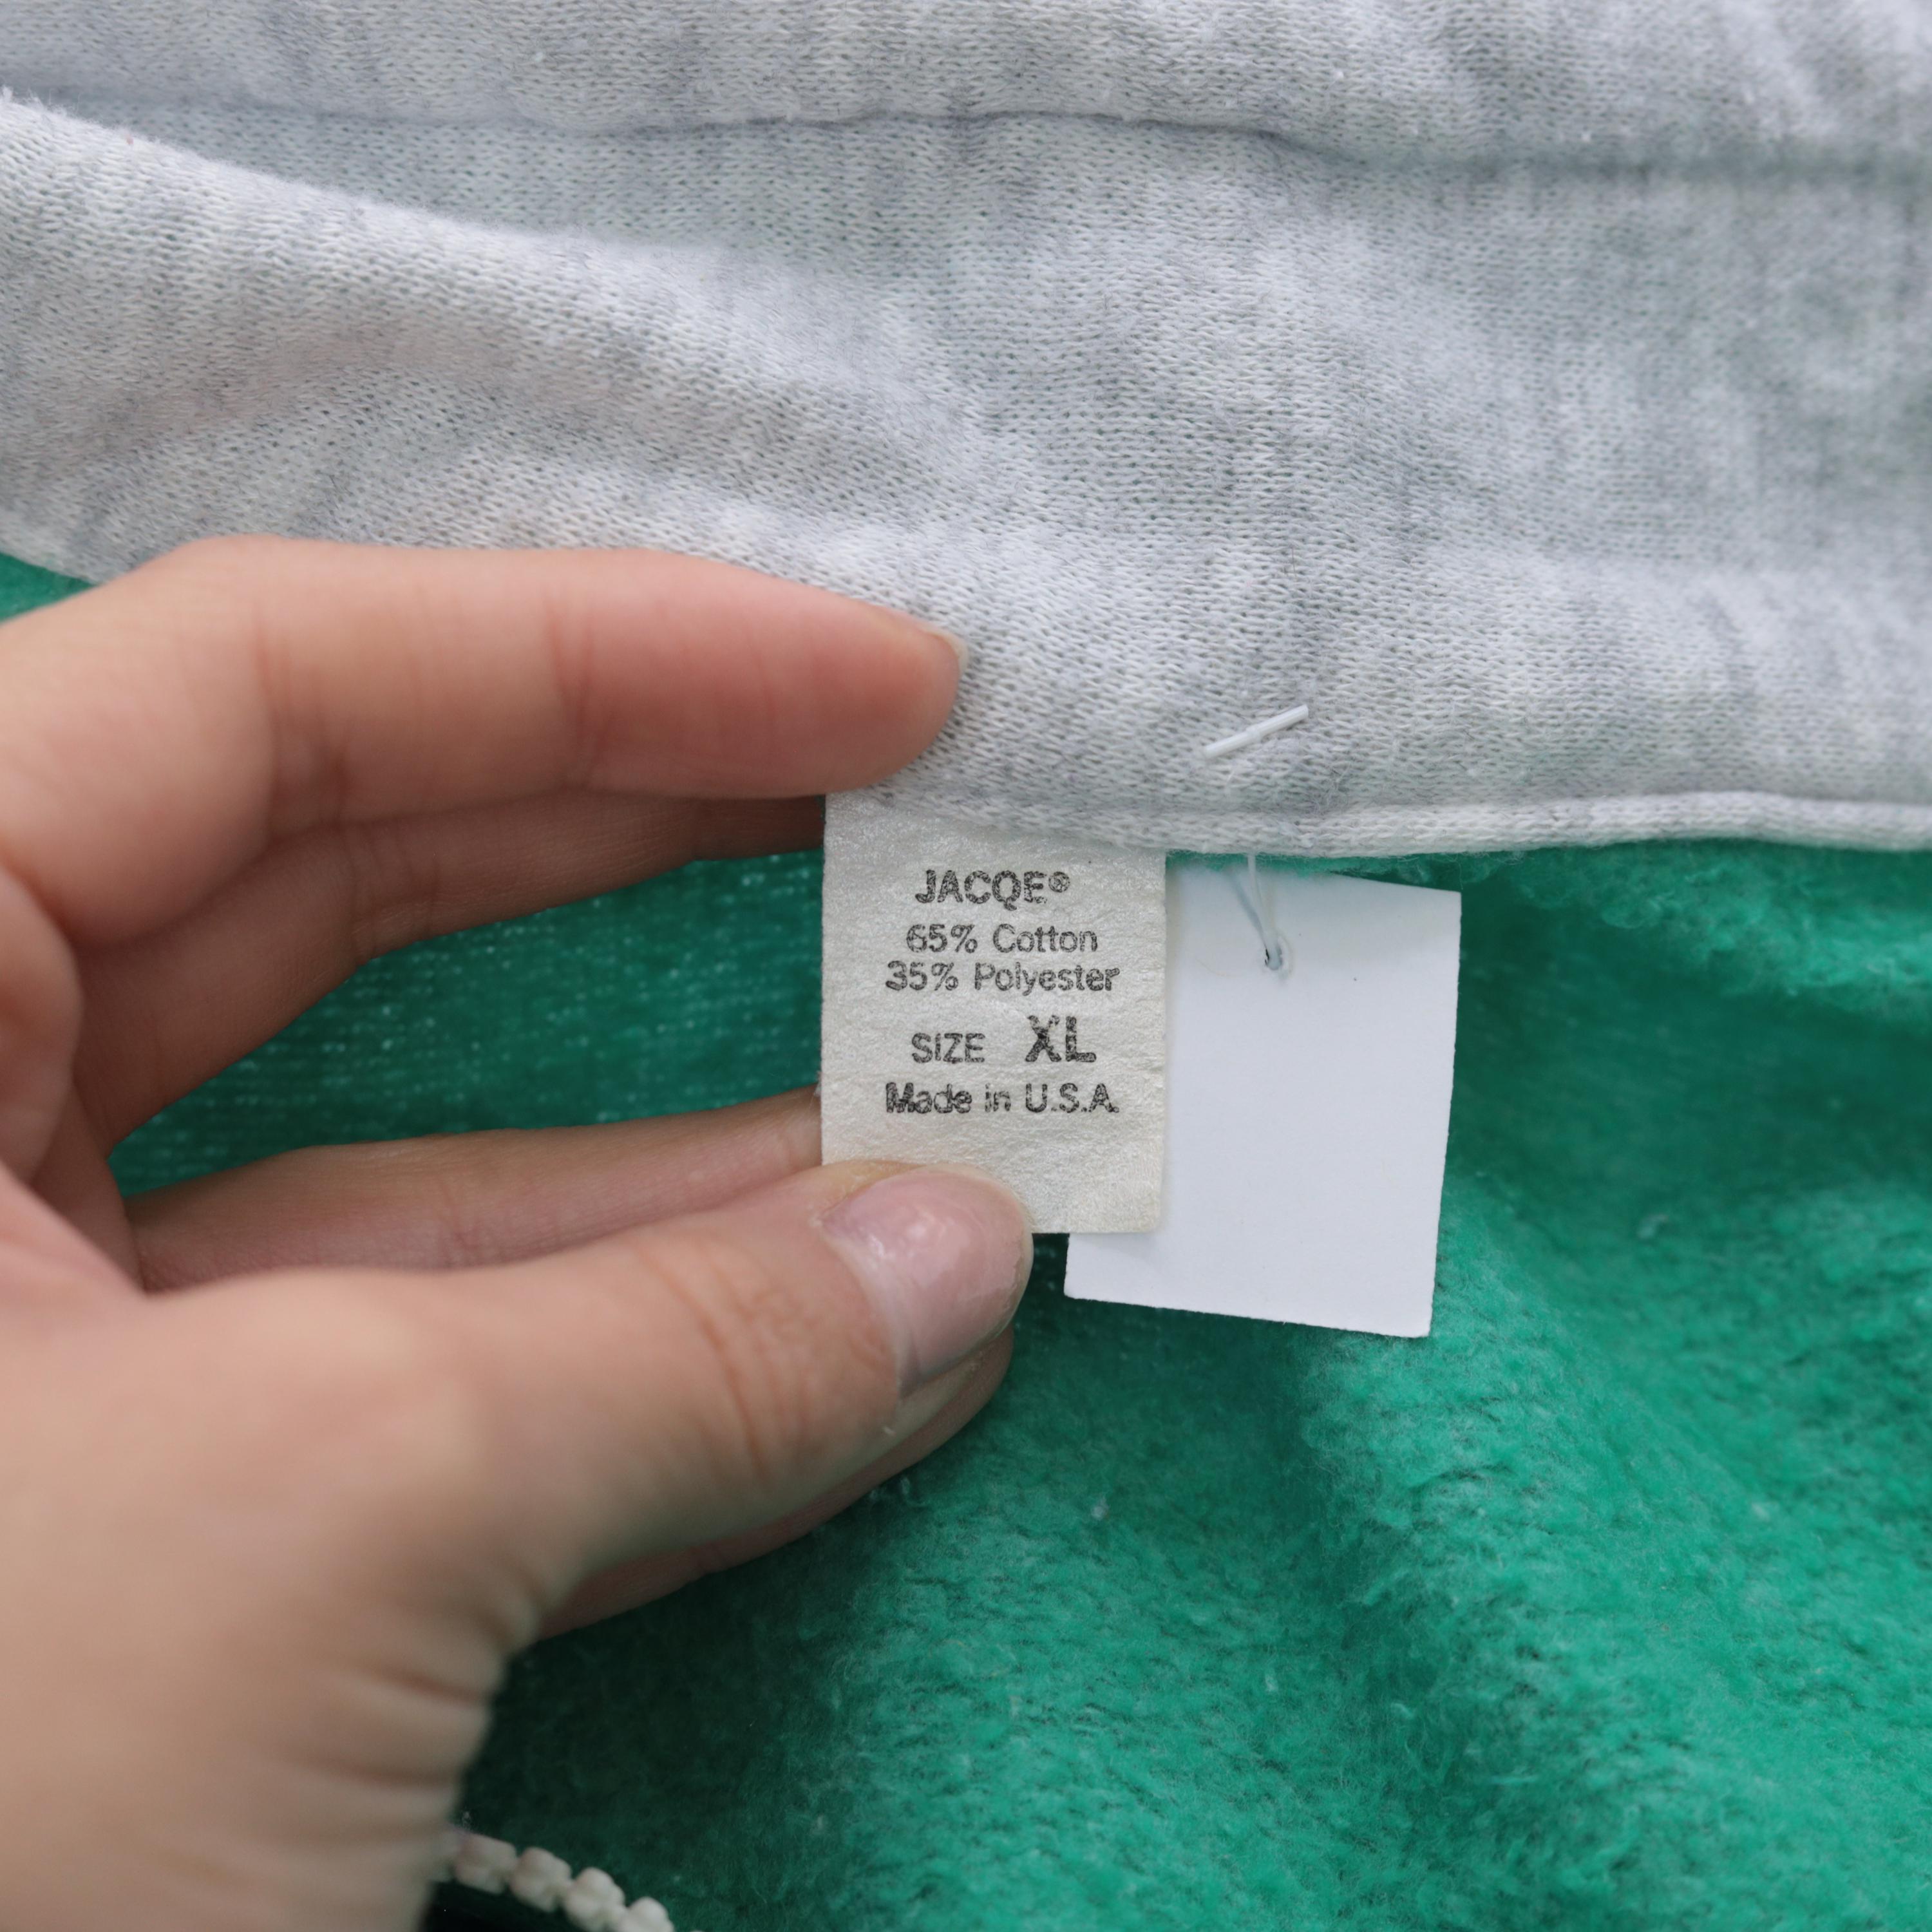 JACQE®
65% Cotton
35% Polyester
SIZE XL
Made in U.S.A.